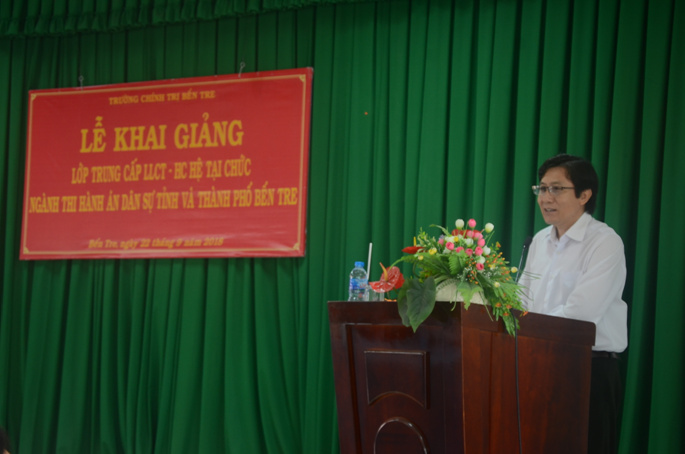 TRƯỜNG CHÍNH TRỊ BẾN TRE
LỄ KHAI GIẢNG
LỚP TRUNG CẤP LLCT - HC HỆ TẠI CHỨC
NGÀNH THI HÀNH ÁN DÂN SỰ TỈNH VÀ THÀNH PHỐ BẾN TRE
Bến Tre, ngày 22 tháng 9 năm 2018